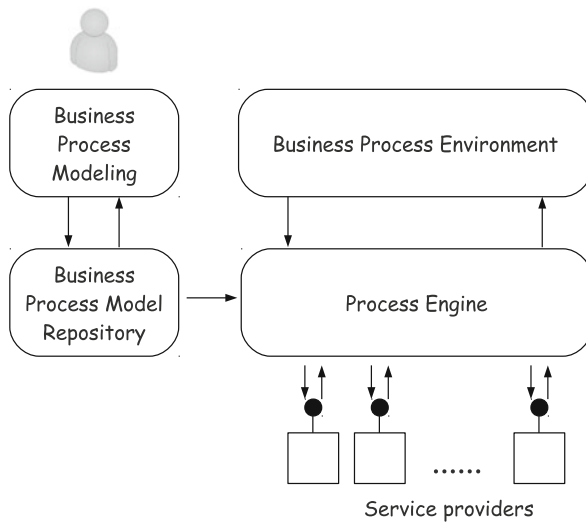 Business
Process
Modeling
Business Process Environment
Business
Process Model
Repository
Process Engine
......
Service providers